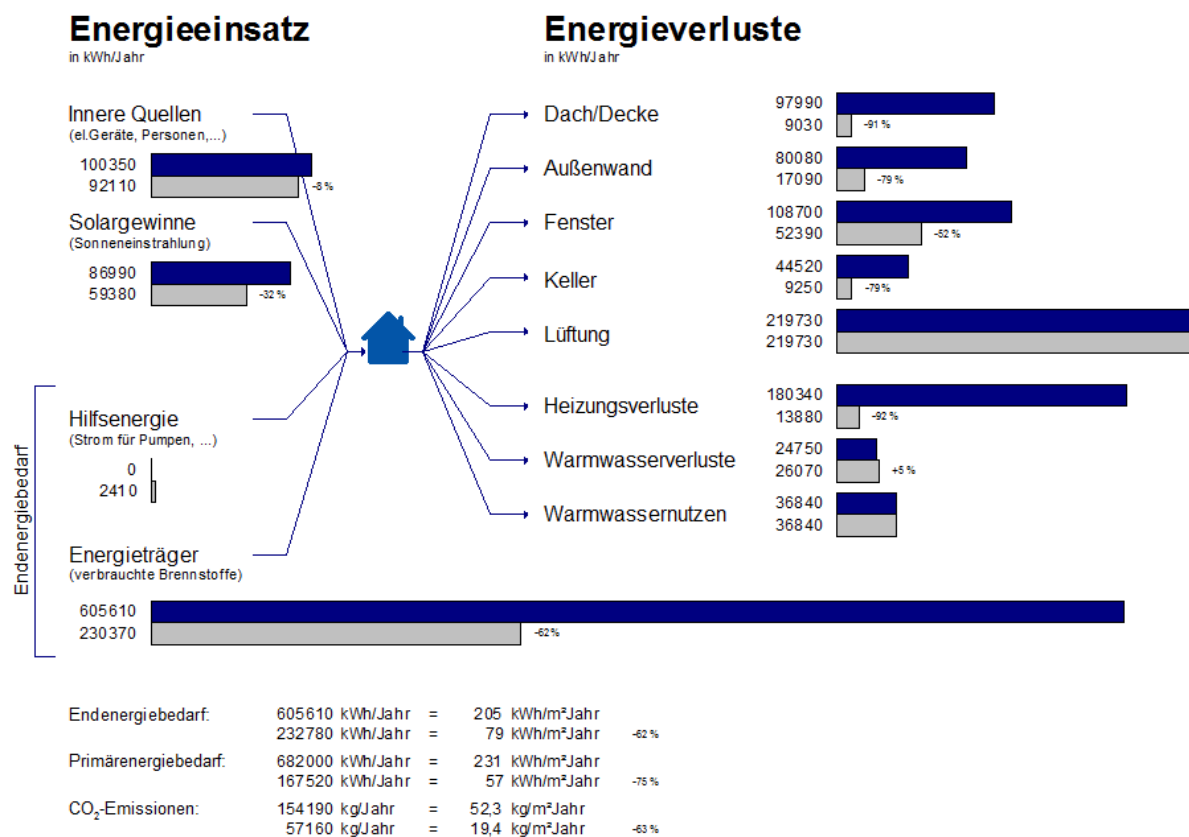 Energieeinsatz
in kWh/Jahr
Innere Quellen
(el.Geräte, Personen,...)
100350
92110
-8 %
Solargewinne
(Sonneneinstrahlung)
86990
59380
-32 %
Endenergiebedarf
Hilfsenergie
(Strom für Pumpen, ...)
0
2410
Energieträger
(verbrauchte Brennstoffe)
605610
230370
-62%
Energieverluste
in kWh/Jahr
Dach/Decke
97990
9030
-91 %
Außenwand
80080
17090
-79 %
Fenster
108700
52390
-52 %
Keller
44520
9250
-79%
Lüftung
219730
219730
Heizungsverluste
180340
13880
-92 %
Warmwasserverluste
24750
26070
+5 %
Warmwassernutzen
36840
36840
Endenergiebedarf: 605610 kWh/Jahr = 205 kWh/m²Jahr
232780 kWh/Jahr = 79 kWh/m²Jahr -62 %
Primärenergiebedarf: 682000 kWh/Jahr = 231 kWh/m²Jahr
167520 kWh/Jahr = 57 kWh/m²Jahr -75 %
CO₂-Emissionen: 154190 kg/Jahr = 52,3 kg/m²Jahr
57160 kg/Jahr = 19,4 kg/m²Jahr -63 %